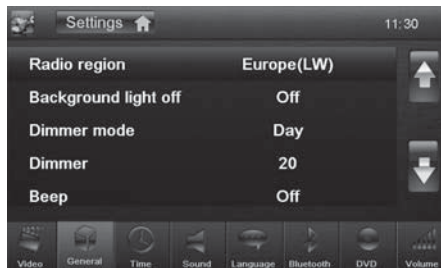 Settings 11:30
Radio region Europe(LW)
Background light off Off
Dimmer mode Day
Dimmer 20
Beep Off
Video General Time Sound Language Bluetooth DVD Volume